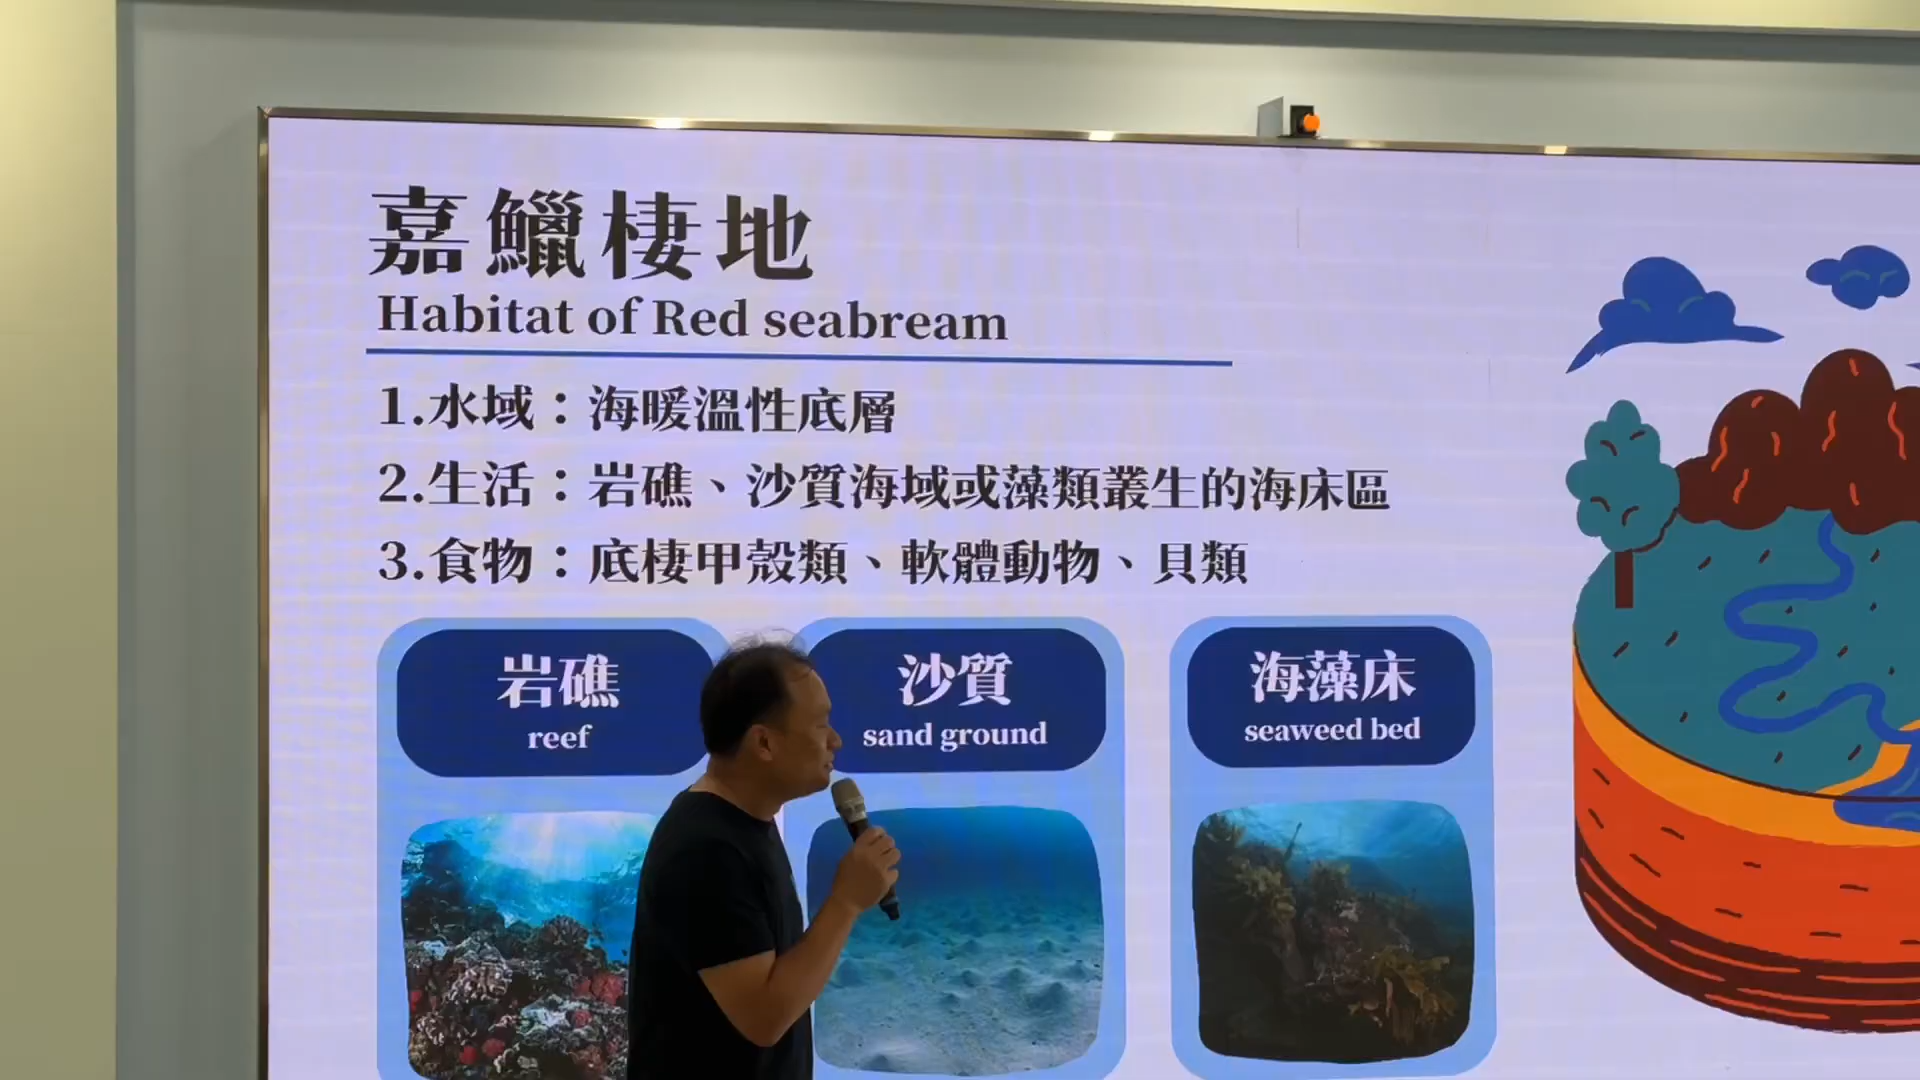 嘉鱲棲地
Habitat of Red seabream
1.水域：海暖溫性底層
2.生活：岩礁、沙質海域或藻類叢生的海床區
3.食物：底棲甲殼類、軟體動物、貝類
岩礁
reef
沙質
sand ground
海藻床
seaweed bed